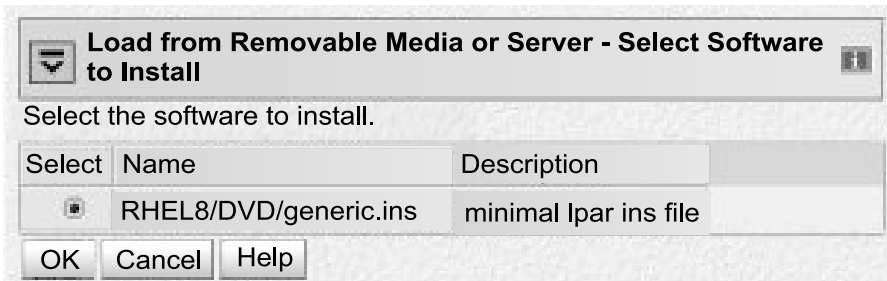 Load from Removable Media or Server - Select Software
to Install
Select the software to install.
Select Name Description
RHEL8/DVD/generic.ins minimal lpar ins file
OK Cancel Help